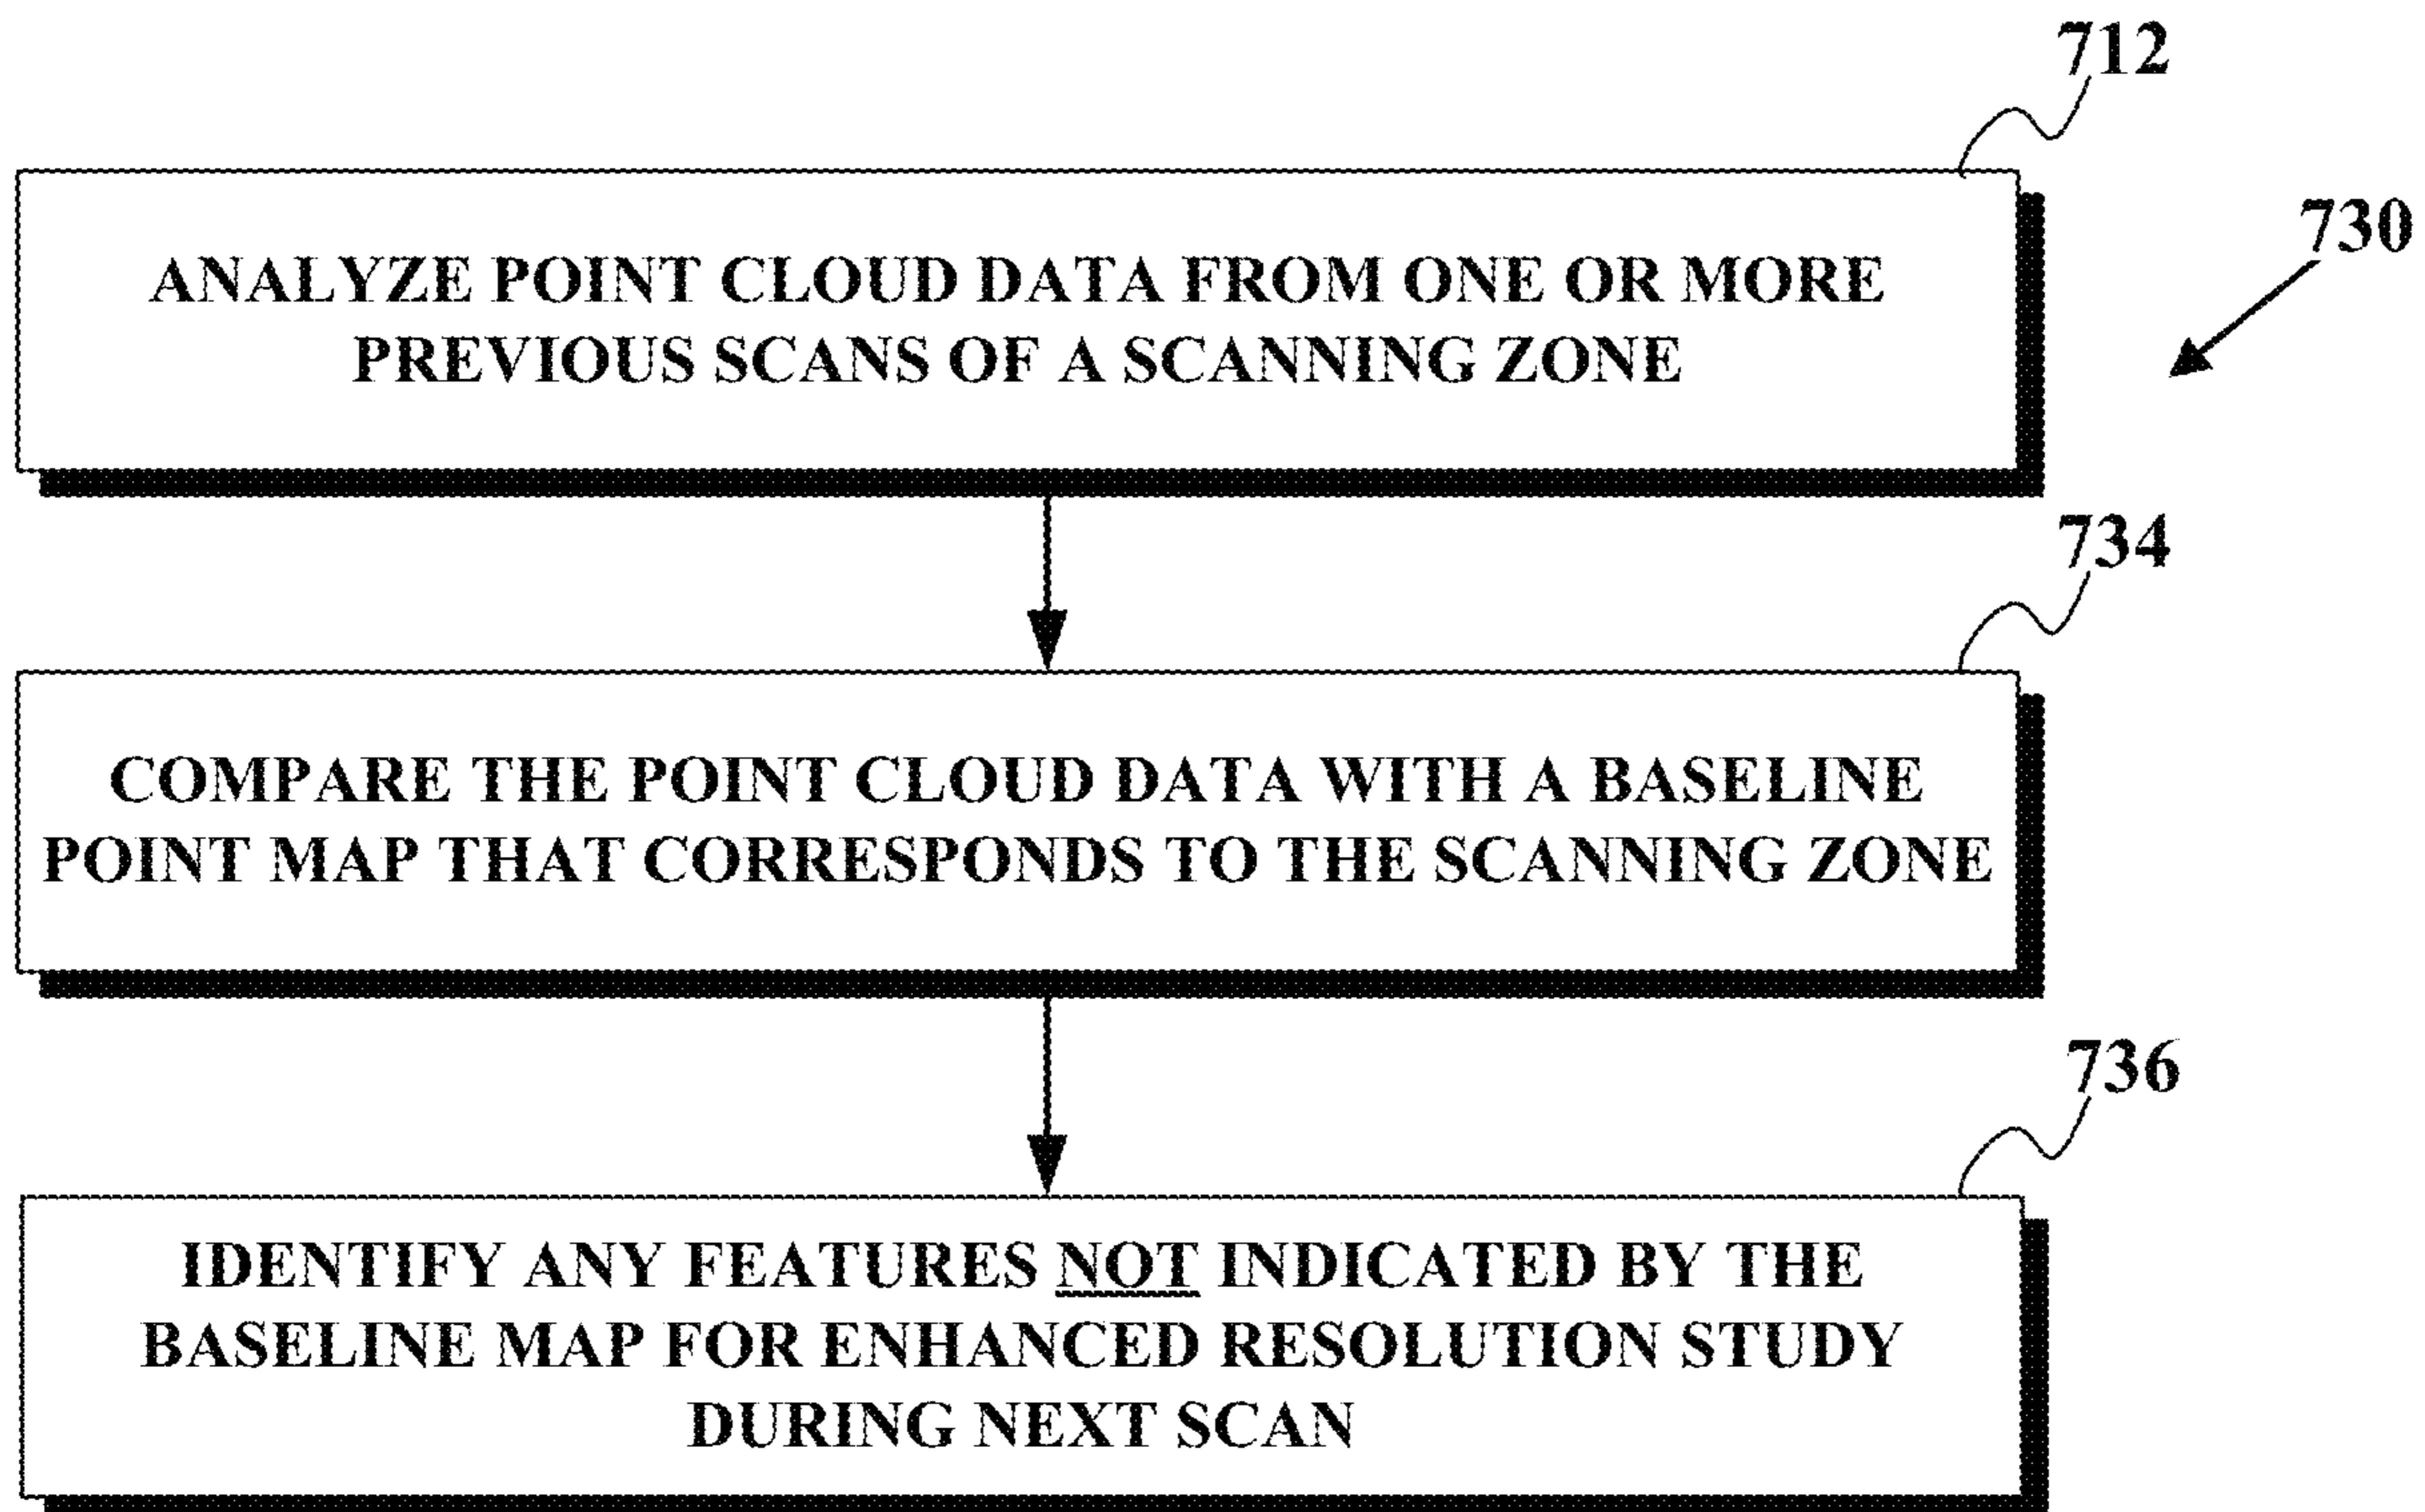 712
730
ANALYZE POINT CLOUD DATA FROM ONE OR MORE
PREVIOUS SCANS OF A SCANNING ZONE
734
COMPARE THE POINT CLOUD DATA WITH A BASELINE
POINT MAP THAT CORRESPONDS TO THE SCANNING ZONE
736
IDENTIFY ANY FEATURES NOT INDICATED BY THE
BASELINE MAP FOR ENHANCED RESOLUTION STUDY
DURING NEXT SCAN